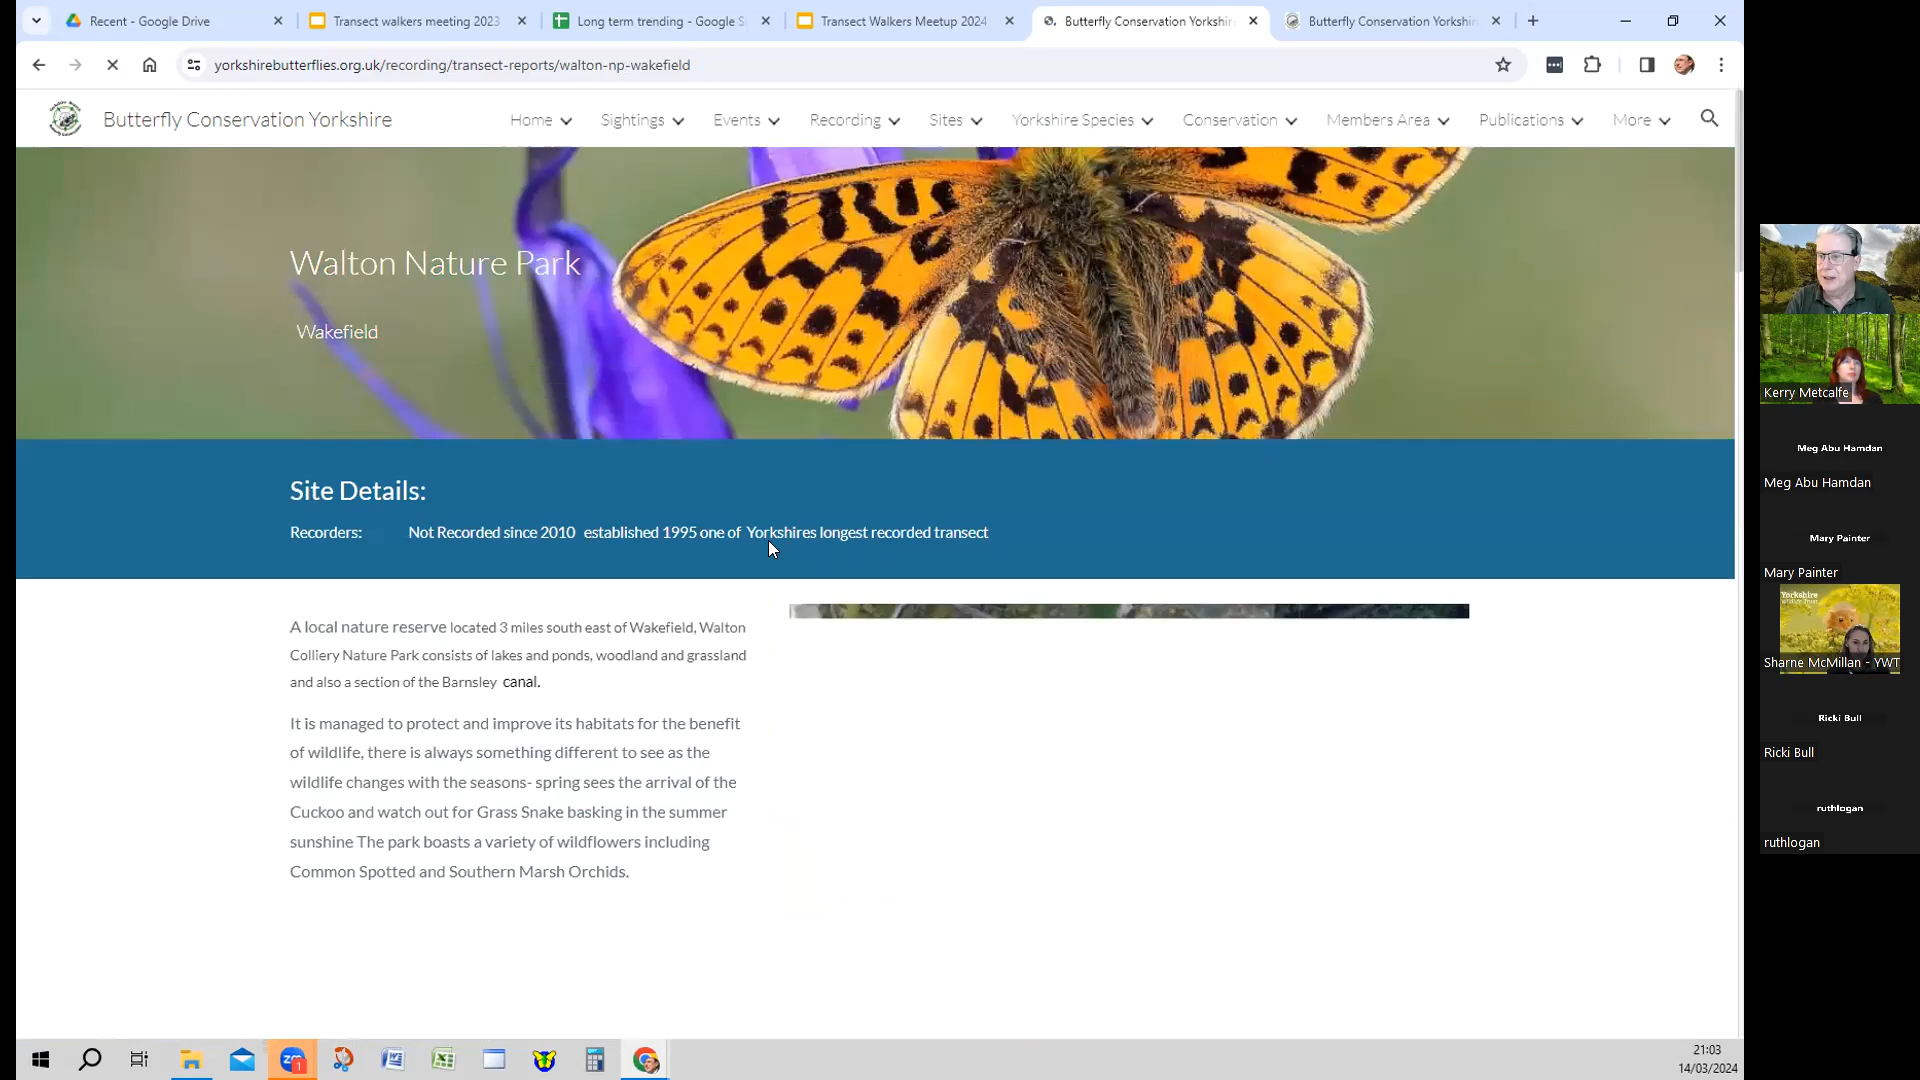 Recent - Google Drive
Transect walkers meeting 2023
Long term trending - Google S
Transect Walkers Meetup 2024
Butterfly Conservation Yorkshir
Butterfly Conservation Yorkshir
yorkshirebutterflies.org.uk/recording/transect-reports/walton-np-wakefield
Butterfly Conservation Yorkshire
Home
Sightings
Events
Recording
Sites
Yorkshire Species
Conservation
Members Area
Publications
More
Walton Nature Park
Wakefield
Site Details:
Recorders: Not Recorded since 2010 established 1995 one of Yorkshires longest recorded transect
A local nature reserve located 3 miles south east of Wakefield, Walton
Colliery Nature Park consists of lakes and ponds, woodland and grassland
and also a section of the Barnsley canal.
It is managed to protect and improve its habitats for the benefit
of wildlife, there is always something different to see as the
wildlife changes with the seasons- spring sees the arrival of the
Cuckoo and watch out for Grass Snake basking in the summer
sunshine The park boasts a variety of wildflowers including
Common Spotted and Southern Marsh Orchids.
Kerry Metcalfe
Meg Abu Hamdan
Meg Abu Hamdan
Mary Painter
Mary Painter
Yorkshire
Wildlife Trust
Sharne McMillan - YWT
Ricki Bull
Ricki Bull
ruthlogan
ruthlogan
21:03
14/03/2024